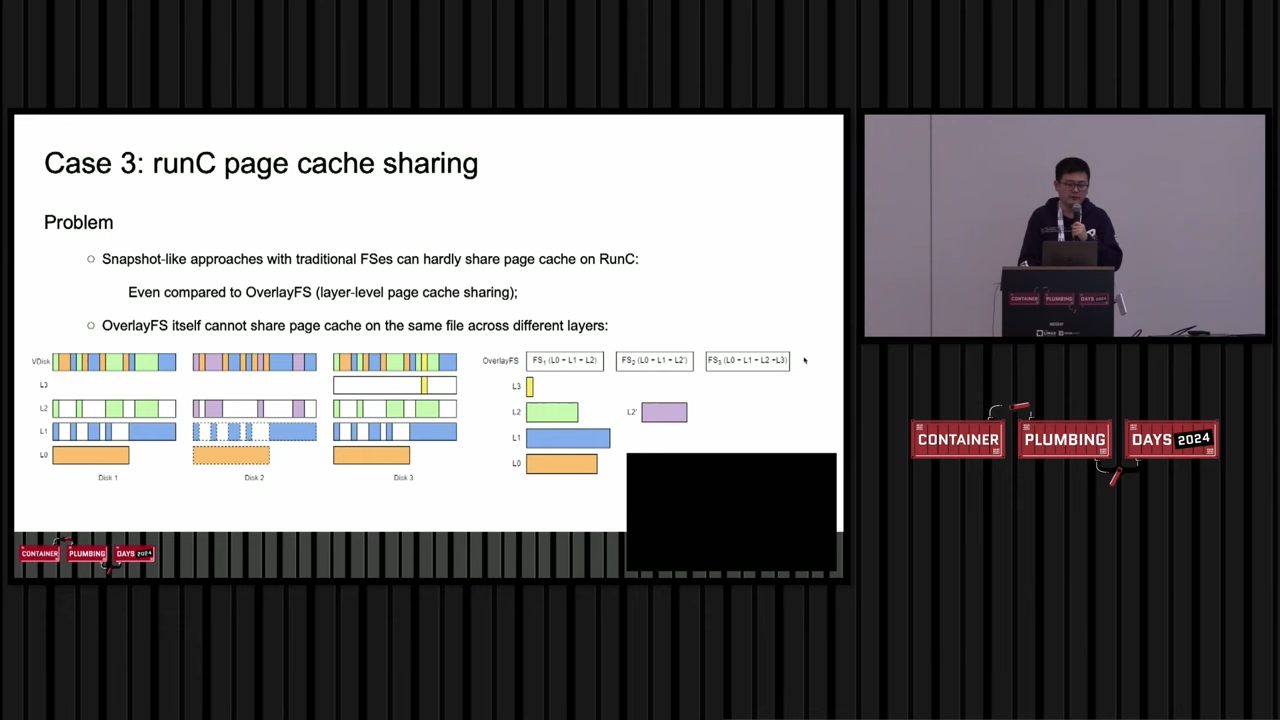 Case 3: runC page cache sharing
Problem
Snapshot-like approaches with traditional FSes can hardly share page cache on RunC:
Even compared to OverlayFS (layer-level page cache sharing);
OverlayFS itself cannot share page cache on the same file across different layers:
VDisk
L3
L2
L1
L0
Disk 1
Disk 2
Disk 3
OverlayFS
FS1 (L0 + L1 + L2)
FS2 (L0 + L1 + L2')
FS3 (L0 + L1 + L2 +L3)
L3
L2
L2'
L1
L0
CONTAINER
PLUMBING
DAYS 2024
CONTAINER
PLUMBING
DAYS 2024
CONTAINER
PLUMBING
DAYS 2024